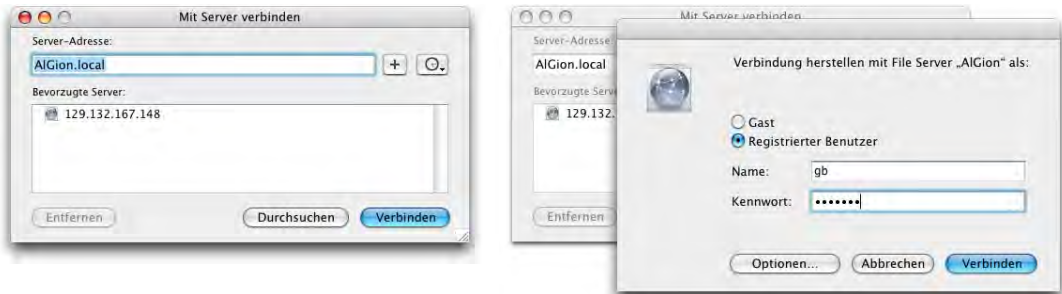 Mit Server verbinden
Server-Adresse:
AlGion.local
Bevorzugte Server:
129.132.167.148
Entfernen
Durchsuchen
Verbinden
Mit Server verbinden
Server-Adresse
AlGion.local
Bevorzugte Serv
129.132.
Entfernen
Verbindung herstellen mit File Server „AlGion" als:
Gast
Registrierter Benutzer
Name: gb
Kennwort: •••••••
Optionen...
Abbrechen
Verbinden